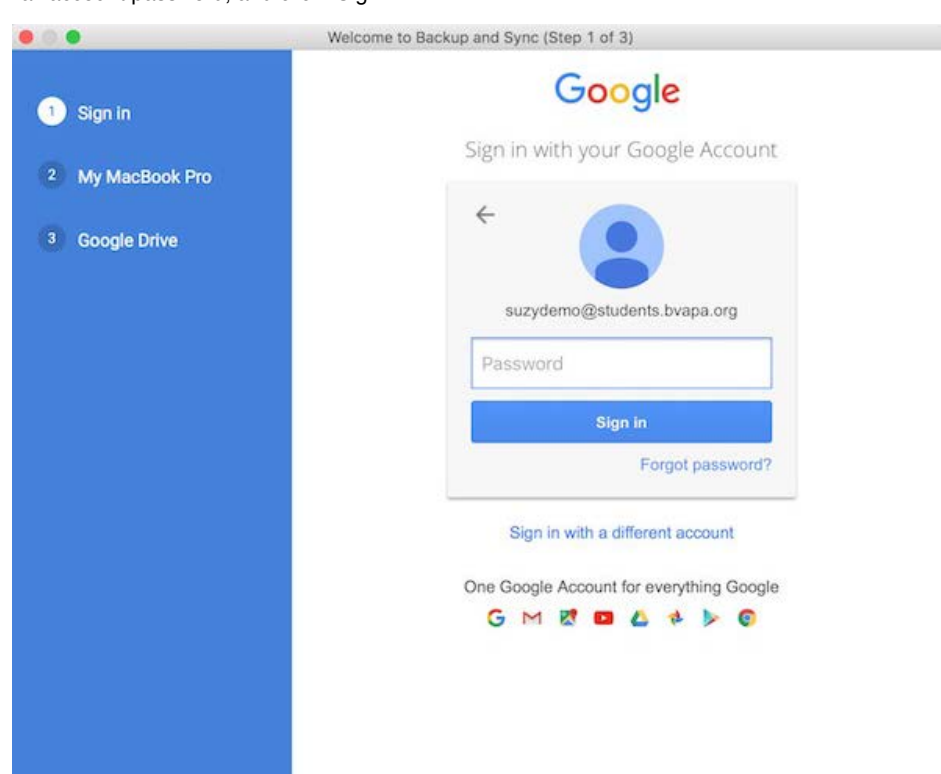 Welcome to Backup and Sync (Step 1 of 3)
1 Sign in
2 My MacBook Pro
3 Google Drive
Google
Sign in with your Google Account
suzydemo@students.bvapa.org
Password
Sign in
Forgot password?
Sign in with a different account
One Google Account for everything Google